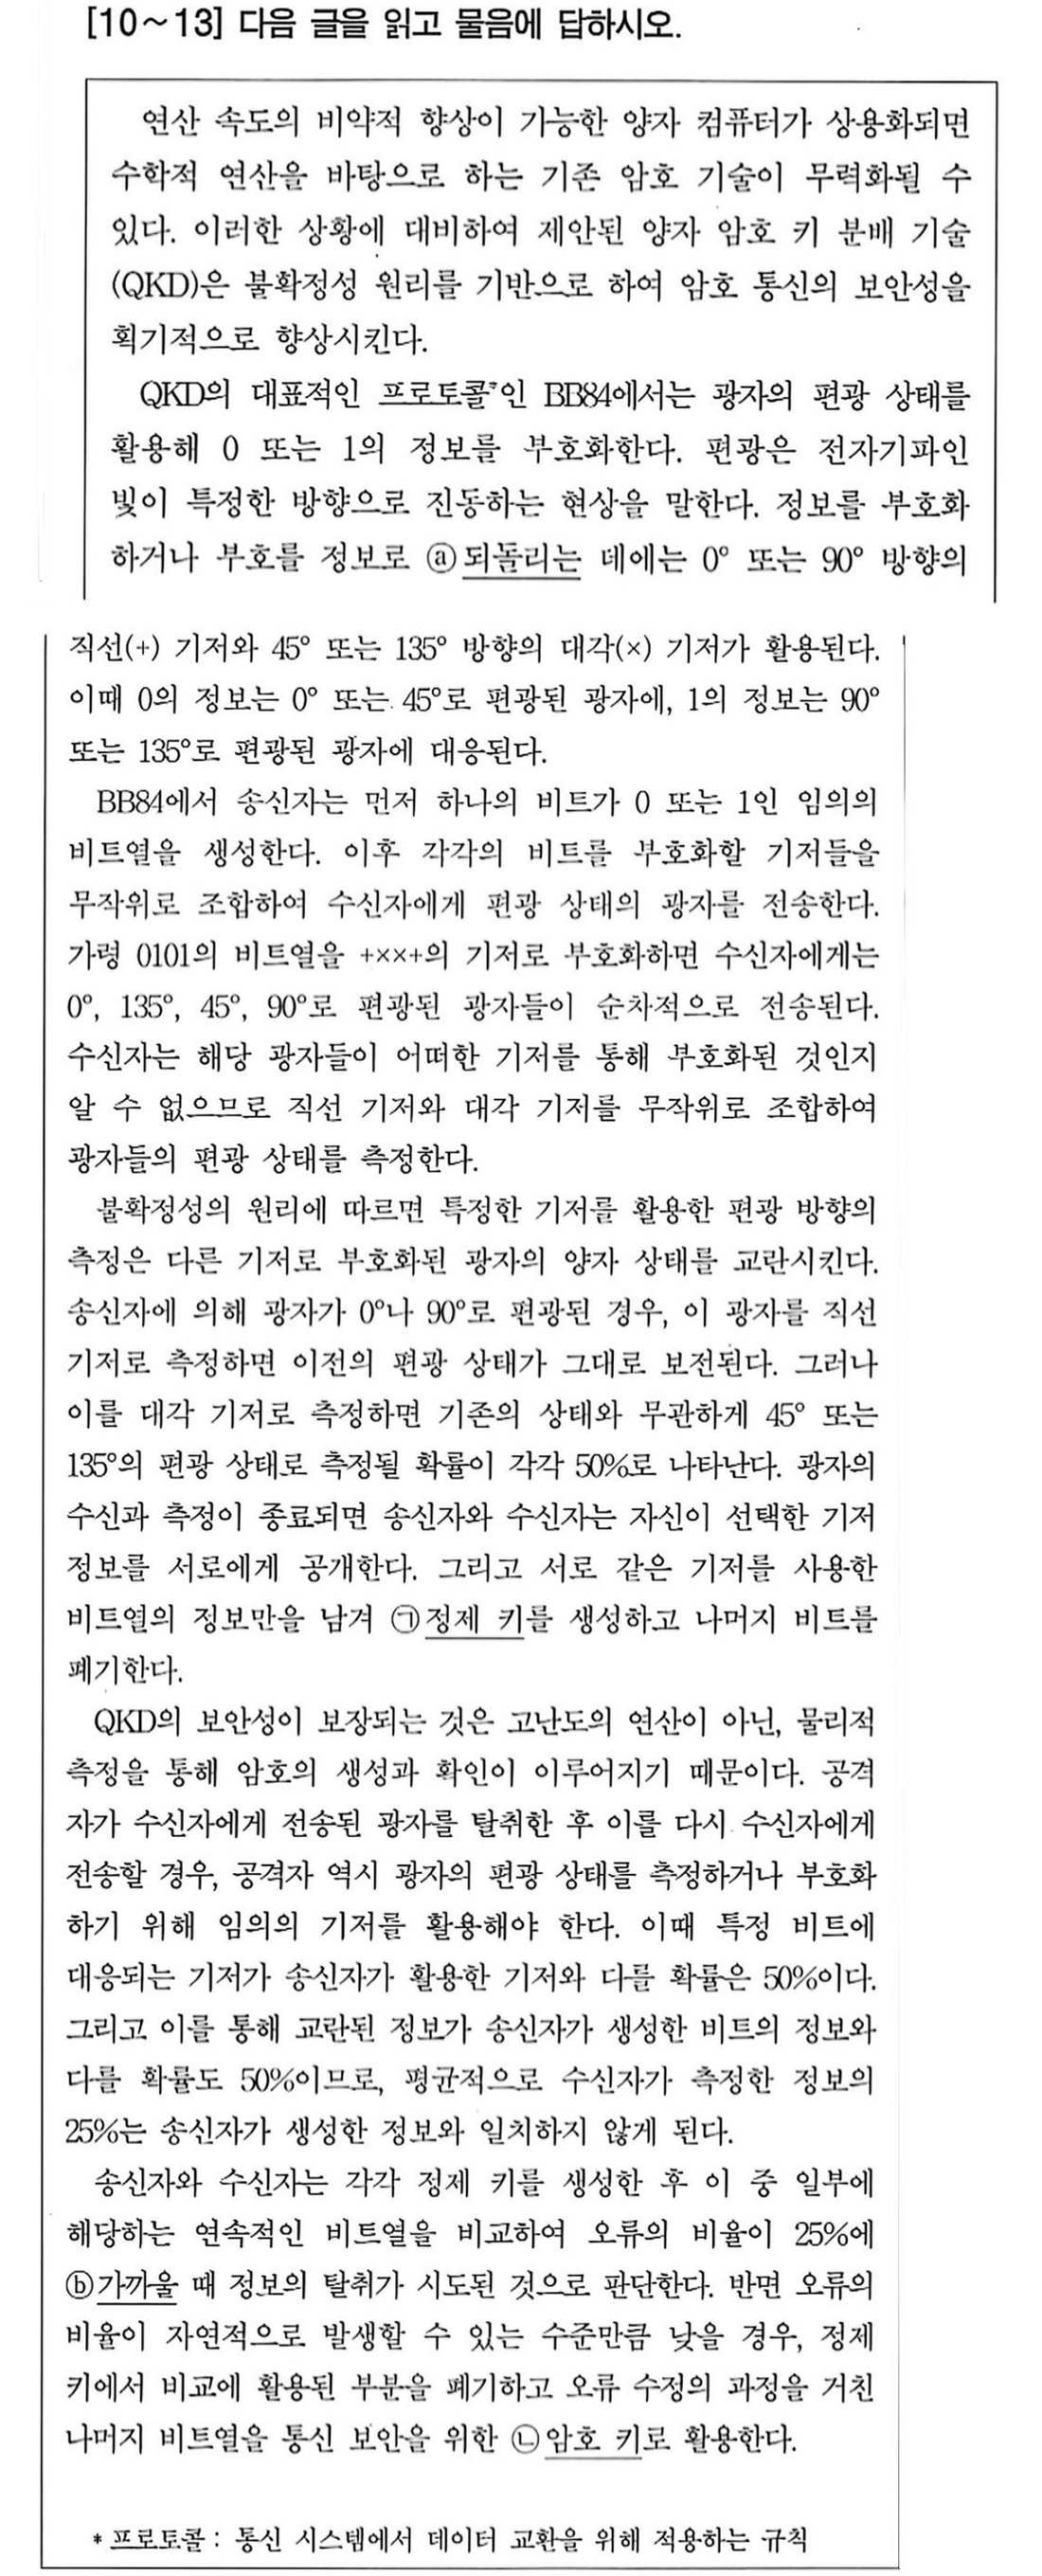 [10~13] 다음 글을 읽고 물음에 답하시오.
연산 속도의 비약적 향상이 가능한 양자 컴퓨터가 상용화되면
수학적 연산을 바탕으로 하는 기존 암호 기술이 무력화될 수
있다. 이러한 상황에 대비하여 제안된 양자 암호 키 분배 기술
(QKD)은 불확정성 원리를 기반으로 하여 암호 통신의 보안성을
획기적으로 향상시킨다.
QKD의 대표적인 프로토콜*인 BB84에서는 광자의 편광 상태를
활용해 0 또는 1의 정보를 부호화한다. 편광은 전자기파인
빛이 특정한 방향으로 진동하는 현상을 말한다. 정보를 부호화
하거나 부호를 정보로 ⓐ되돌리는 데에는 0° 또는 90° 방향의
직선(+) 기저와 45° 또는 135° 방향의 대각(×) 기저가 활용된다.
이때 0의 정보는 0° 또는 45°로 편광된 광자에, 1의 정보는 90°
또는 135°로 편광된 광자에 대응된다.
BB84에서 송신자는 먼저 하나의 비트가 0 또는 1인 임의의
비트열을 생성한다. 이후 각각의 비트를 부호화할 기저들을
무작위로 조합하여 수신자에게 편광 상태의 광자를 전송한다.
가령 0101의 비트열을 +××+의 기저로 부호화하면 수신자에게는
0°, 135°, 45°, 90°로 편광된 광자들이 순차적으로 전송된다.
수신자는 해당 광자들이 어떠한 기저를 통해 부호화된 것인지
알 수 없으므로 직선 기저와 대각 기저를 무작위로 조합하여
광자들의 편광 상태를 측정한다.
불확정성의 원리에 따르면 특정한 기저를 활용한 편광 방향의
측정은 다른 기저로 부호화된 광자의 양자 상태를 교란시킨다.
송신자에 의해 광자가 0°나 90°로 편광된 경우, 이 광자를 직선
기저로 측정하면 이전의 편광 상태가 그대로 보전된다. 그러나
이를 대각 기저로 측정하면 기존의 상태와 무관하게 45° 또는
135°의 편광 상태로 측정될 확률이 각각 50%로 나타난다. 광자의
수신과 측정이 종료되면 송신자와 수신자는 자신이 선택한 기저
정보를 서로에게 공개한다. 그리고 서로 같은 기저를 사용한
비트열의 정보만을 남겨 ㉠정제 키를 생성하고 나머지 비트를
폐기한다.
QKD의 보안성이 보장되는 것은 고난도의 연산이 아닌, 물리적
측정을 통해 암호의 생성과 확인이 이루어지기 때문이다. 공격
자가 수신자에게 전송된 광자를 탈취한 후 이를 다시 수신자에게
전송할 경우, 공격자 역시 광자의 편광 상태를 측정하거나 부호화
하기 위해 임의의 기저를 활용해야 한다. 이때 특정 비트에
대응되는 기저가 송신자가 활용한 기저와 다를 확률은 50%이다.
그리고 이를 통해 교란된 정보가 송신자가 생성한 비트의 정보와
다를 확률도 50%이므로, 평균적으로 수신자가 측정한 정보의
25%는 송신자가 생성한 정보와 일치하지 않게 된다.
송신자와 수신자는 각각 정제 키를 생성한 후 이 중 일부에
해당하는 연속적인 비트열을 비교하여 오류의 비율이 25%에
ⓑ가까울 때 정보의 탈취가 시도된 것으로 판단한다. 반면 오류의
비율이 자연적으로 발생할 수 있는 수준만큼 낮을 경우, 정제
키에서 비교에 활용된 부분을 폐기하고 오류 수정의 과정을 거친
나머지 비트열을 통신 보안을 위한 ㉡암호 키로 활용한다.
* 프로토콜 : 통신 시스템에서 데이터 교환을 위해 적용하는 규칙